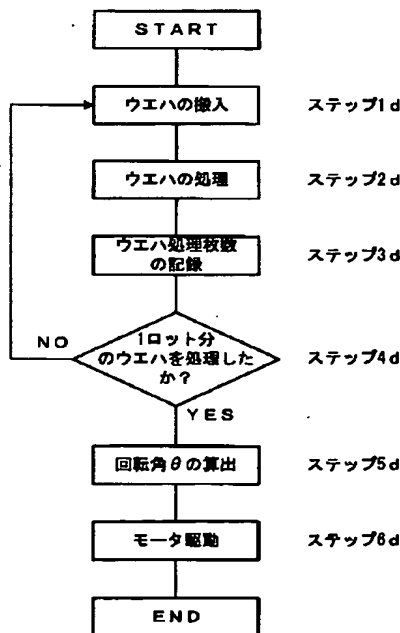 START
ウエハの搬入 ステップ1d
ウエハの処理 ステップ2d
ウエハ処理枚数
の記録 ステップ3d
1ロット分
のウエハを処理した
か？
ステップ4d
NO
YES
回転角θの算出 ステップ5d
モータ駆動 ステップ6d
END